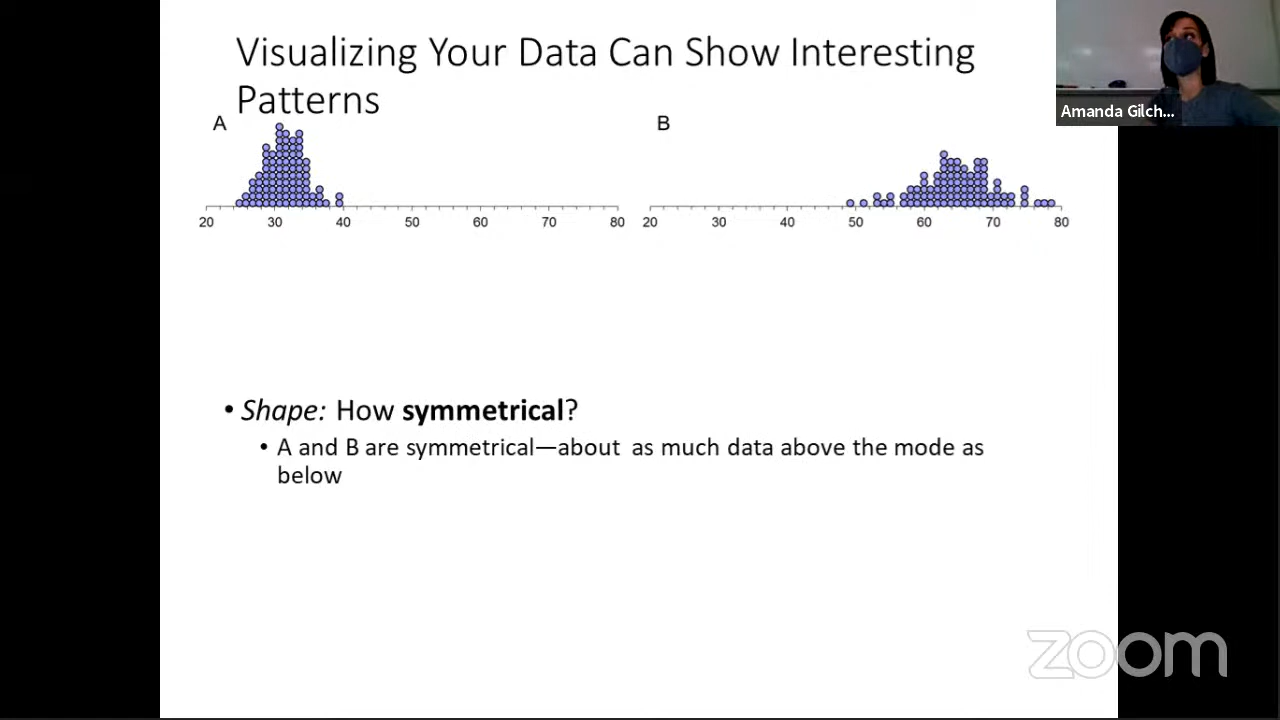 Visualizing Your Data Can Show Interesting
Patterns
Amanda Gilch...
A
B
20 30 40 50 60 70 80
20 30 40 50 60 70 80
• Shape: How symmetrical?
• A and B are symmetrical—about as much data above the mode as
below
zoom